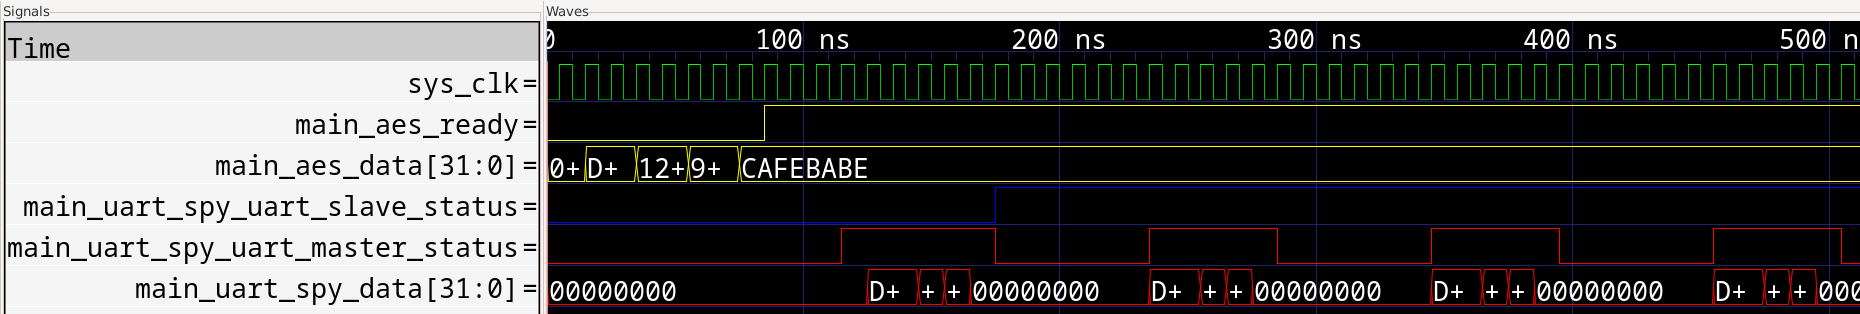 Signals Waves
Time 0 100 ns 200 ns 300 ns 400 ns 500 n
sys_clk=
main_aes_ready=
main_aes_data[31:0]= 0+ D+ 12+ 9+ CAFEBABE
main_uart_spy_uart_slave_status=
main_uart_spy_uart_master_status=
main_uart_spy_data[31:0]= 00000000 D+ + + 00000000 D+ + + 00000000 D+ + + 00000000 D+ + + 000